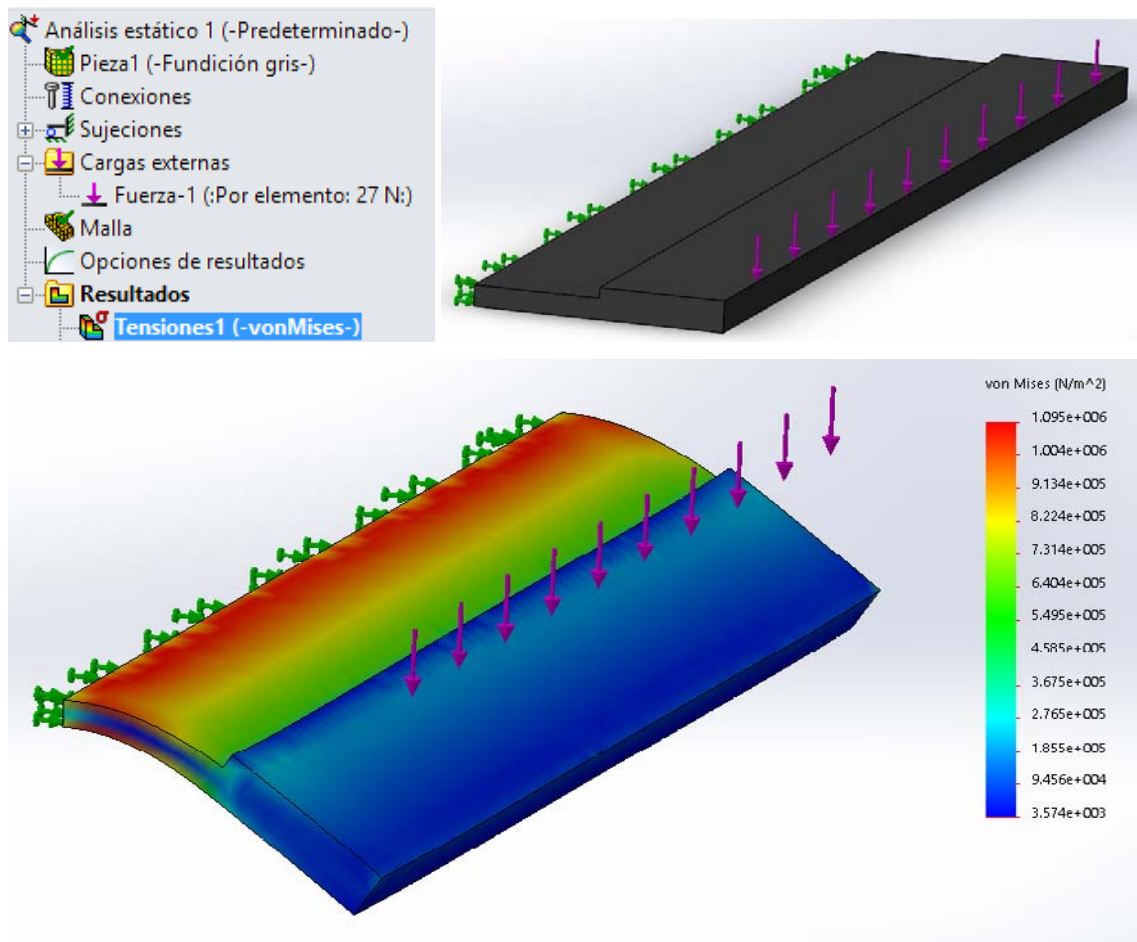 Análisis estático 1 (-Predeterminado-)
Pieza1 (-Fundición gris-)
Conexiones
Sujeciones
Cargas externas
Fuerza-1 (:Por elemento: 27 N:)
Malla
Opciones de resultados
Resultados
Tensiones1 (-vonMises-)
von Mises (N/m^2)
1.095e+006
1.004e+006
9.134e+005
8.224e+005
7.314e+005
6.404e+005
5.495e+005
4.585e+005
3.675e+005
2.765e+005
1.855e+005
9.456e+004
3.574e+003